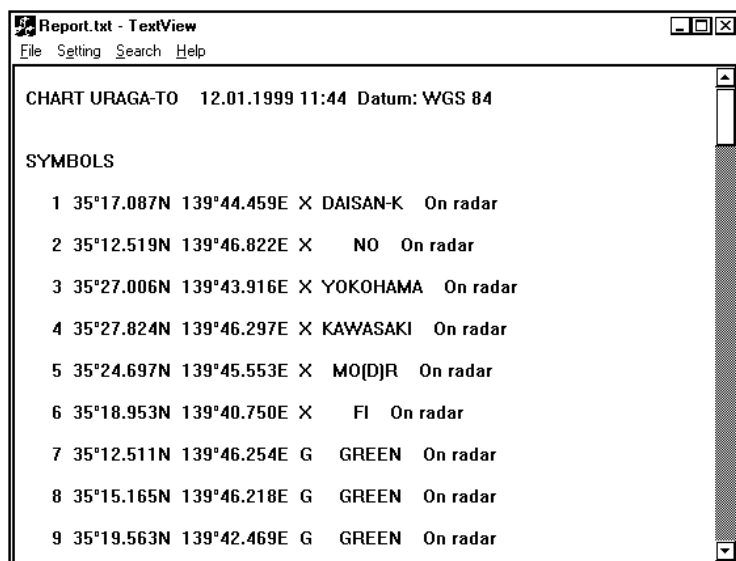 Report.txt - TextView
File Setting Search Help
CHART URAGA-TO 12.01.1999 11:44 Datum: WGS 84
SYMBOLS
1 35°17.087N 139°44.459E X DAISAN-K On radar
2 35°12.519N 139°46.822E X NO On radar
3 35°27.006N 139°43.916E X YOKOHAMA On radar
4 35°27.824N 139°46.297E X KAWASAKI On radar
5 35°24.697N 139°45.553E X MO(D)R On radar
6 35°18.953N 139°40.750E X FI On radar
7 35°12.511N 139°46.254E G GREEN On radar
8 35°15.165N 139°46.218E G GREEN On radar
9 35°19.563N 139°42.469E G GREEN On radar